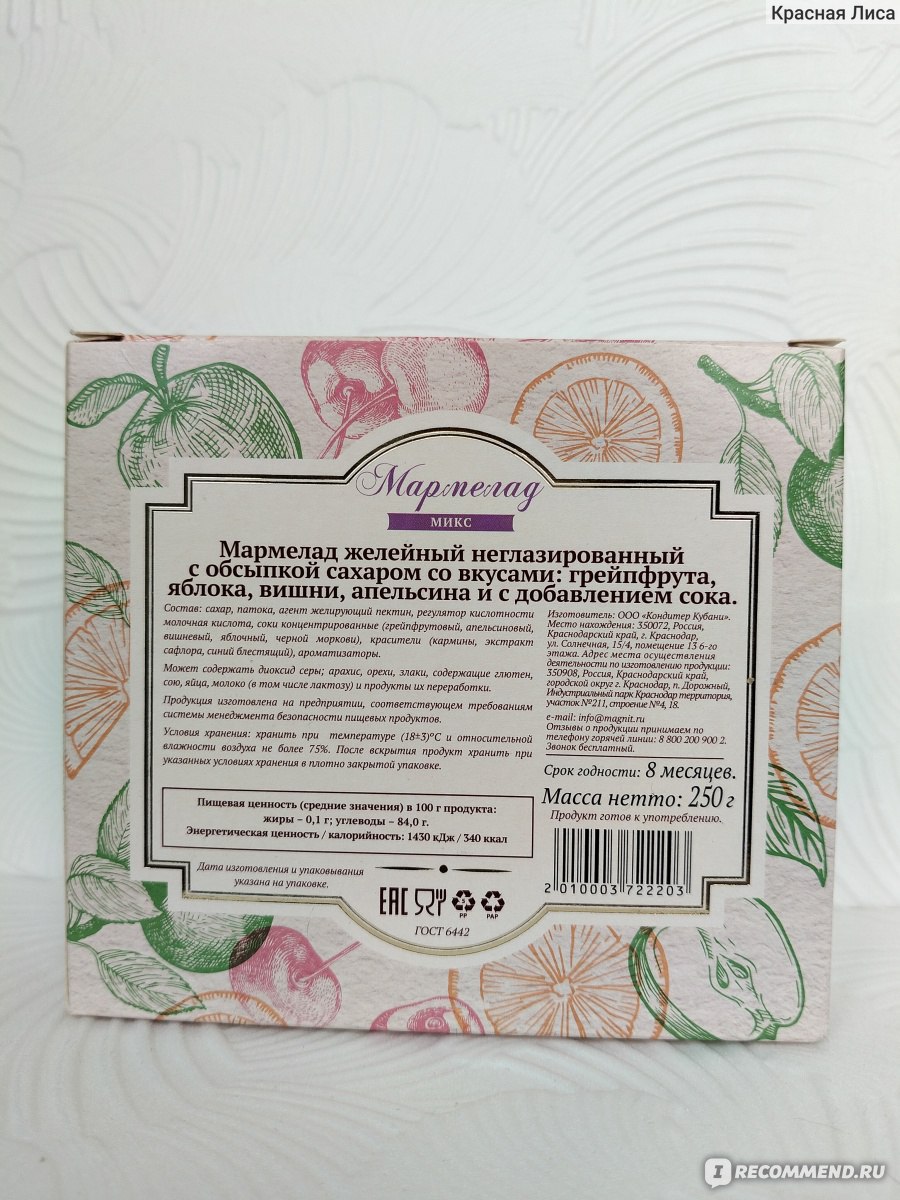 Красная Лиса
Мармелад
МИКС
Мармелад желейный неглазированный
с обсыпкой сахаром со вкусами: грейпфрута,
яблока, вишни, апельсина и с добавлением сока.
Состав: сахар, патока, агент желирующий пектин, регулятор кислотности
молочная кислота, соки концентрированные (грейпфрутовый, апельсиновый,
вишневый, яблочный, черной моркови), красители (кармины, экстракт
сафлора, синий блестящий), ароматизаторы.
Может содержать диоксид серы; арахис, орехи, злаки, содержащие глютен,
сою, яйца, молоко (в том числе лактозу) и продукты их переработки.
Продукция изготовлена на предприятии, соответствующем требованиям
системы менеджмента безопасности пищевых продуктов.
Условия хранения: хранить при температуре (18±3)°С и относительной
влажности воздуха не более 75%. После вскрытия продукт хранить при
указанных условиях хранения в плотно закрытой упаковке.
Пищевая ценность (средние значения) в 100 г продукта:
жиры – 0,1 г; углеводы – 84,0 г.
Энергетическая ценность / калорийность: 1430 кДж / 340 ккал
Дата изготовления и упаковывания
указана на упаковке.
Изготовитель: ООО «Кондитер Кубани».
Место нахождения: 350072, Россия,
Краснодарский край, г. Краснодар,
ул. Солнечная, 15/4, помещение 13 6-го
этажа. Адрес места осуществления
деятельности по изготовлению продукции:
350908, Россия, Краснодарский край,
городской округ г. Краснодар, п. Дорожный,
Индустриальный парк Краснодар территория,
участок №211, строение №4, 18.
e-mail: info@magnit.ru
Отзывы о продукции принимаем по
телефону горячей линии: 8 800 200 900 2.
Звонок бесплатный.
Срок годности: 8 месяцев.
Масса нетто: 250 г
Продукт готов к употреблению.
2 010003 722203
ЕАС
5 PP
PAP
ГОСТ 6442
IRECOMMEND.RU